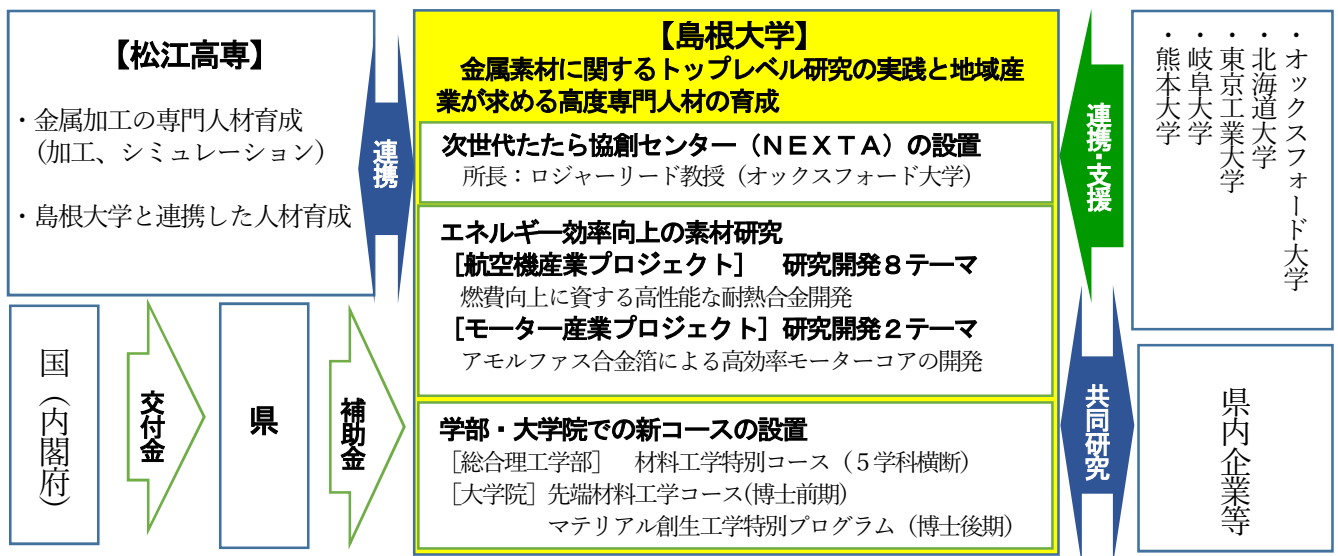 【松江高専】
・金属加工の専門人材育成
（加工、シミュレーション）
・島根大学と連携した人材育成
連携
国（内閣府）
交付金
県
補助金
【島根大学】
金属素材に関するトップレベル研究の実践と地域産
業が求める高度専門人材の育成
次世代たたら協創センター（ＮＥＸＴＡ）の設置
所長：ロジャーリード教授（オックスフォード大学）
エネルギー効率向上の素材研究
［航空機産業プロジェクト］　研究開発８テーマ
燃費向上に資する高性能な耐熱合金開発
［モーター産業プロジェクト］研究開発２テーマ
アモルファス合金箔による高効率モーターコアの開発
学部・大学院での新コースの設置
［総合理工学部］　材料工学特別コース（５学科横断）
［大学院］先端材料工学コース(博士前期)
マテリアル創生工学特別プログラム（博士後期）
連携・支援
・オックスフォード大学
・北海道大学
・東京工業大学
・岐阜大学
・熊本大学
共同研究
県内企業等